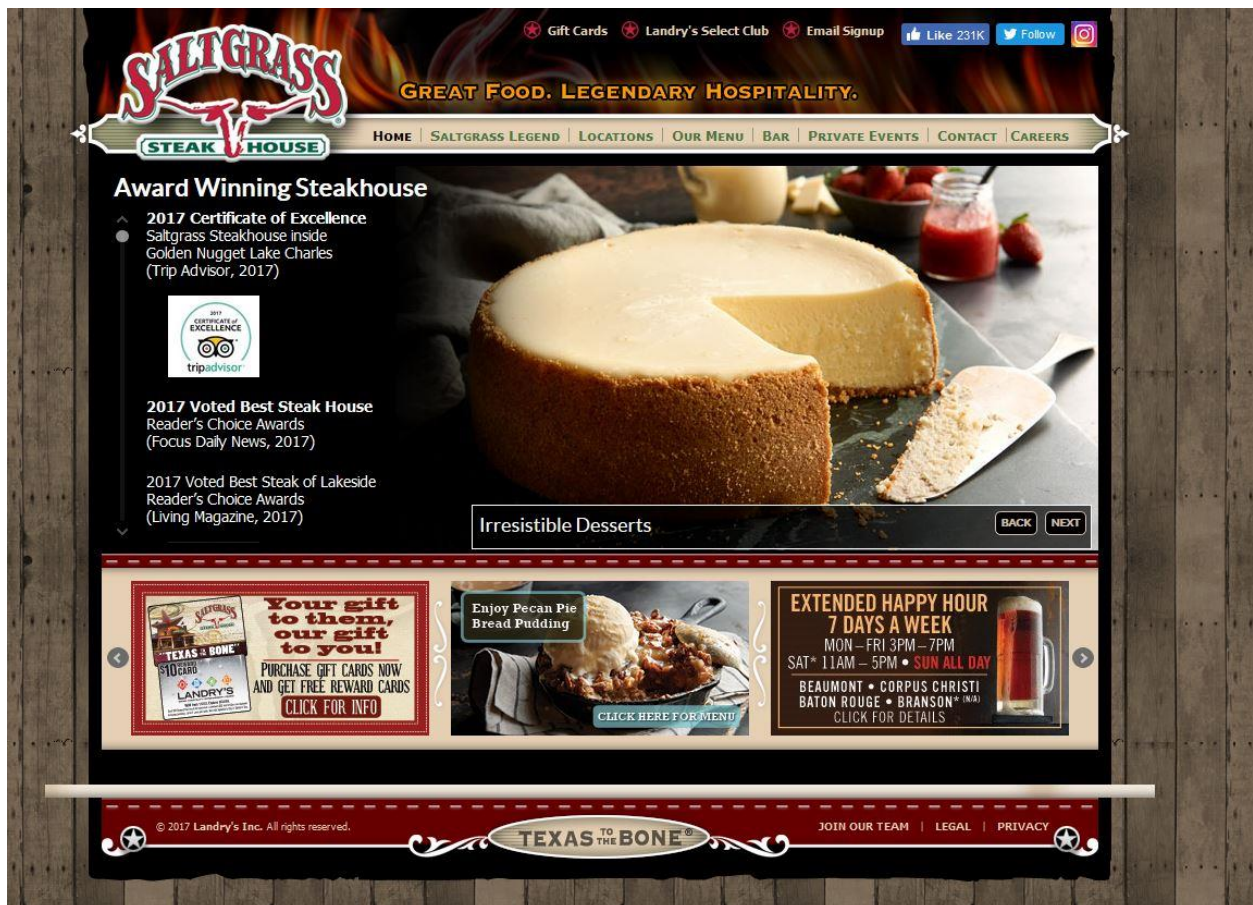 Gift Cards
Landry's Select Club
Email Signup
Like 231K
Follow
SALTGRASS
STEAK HOUSE
GREAT FOOD. LEGENDARY HOSPITALITY.
HOME | SALTGRASS LEGEND | LOCATIONS | OUR MENU | BAR | PRIVATE EVENTS | CONTACT | CAREERS
Award Winning Steakhouse
2017 Certificate of Excellence
Saltgrass Steakhouse inside
Golden Nugget Lake Charles
(Trip Advisor, 2017)
2017
CERTIFICATE of
EXCELLENCE
tripadvisor
2017 Voted Best Steak House
Reader's Choice Awards
(Focus Daily News, 2017)
2017 Voted Best Steak of Lakeside
Reader's Choice Awards
(Living Magazine, 2017)
Irresistible Desserts
BACK
NEXT
SALTGRASS
"TEXAS TO THE BONE"
$10 REWARD
CARD
LANDRY'S
Your gift
to them,
our gift
to you!
PURCHASE GIFT CARDS NOW
AND GET FREE REWARD CARDS
CLICK FOR INFO
Enjoy Pecan Pie
Bread Pudding
CLICK HERE FOR MENU
EXTENDED HAPPY HOUR
7 DAYS A WEEK
MON – FRI 3PM – 7PM
SAT* 11AM – 5PM • SUN ALL DAY
BEAUMONT • CORPUS CHRISTI
BATON ROUGE • BRANSON* (N/A)
CLICK FOR DETAILS
© 2017 Landry's Inc. All rights reserved.
TEXAS TO THE BONE®
JOIN OUR TEAM | LEGAL | PRIVACY